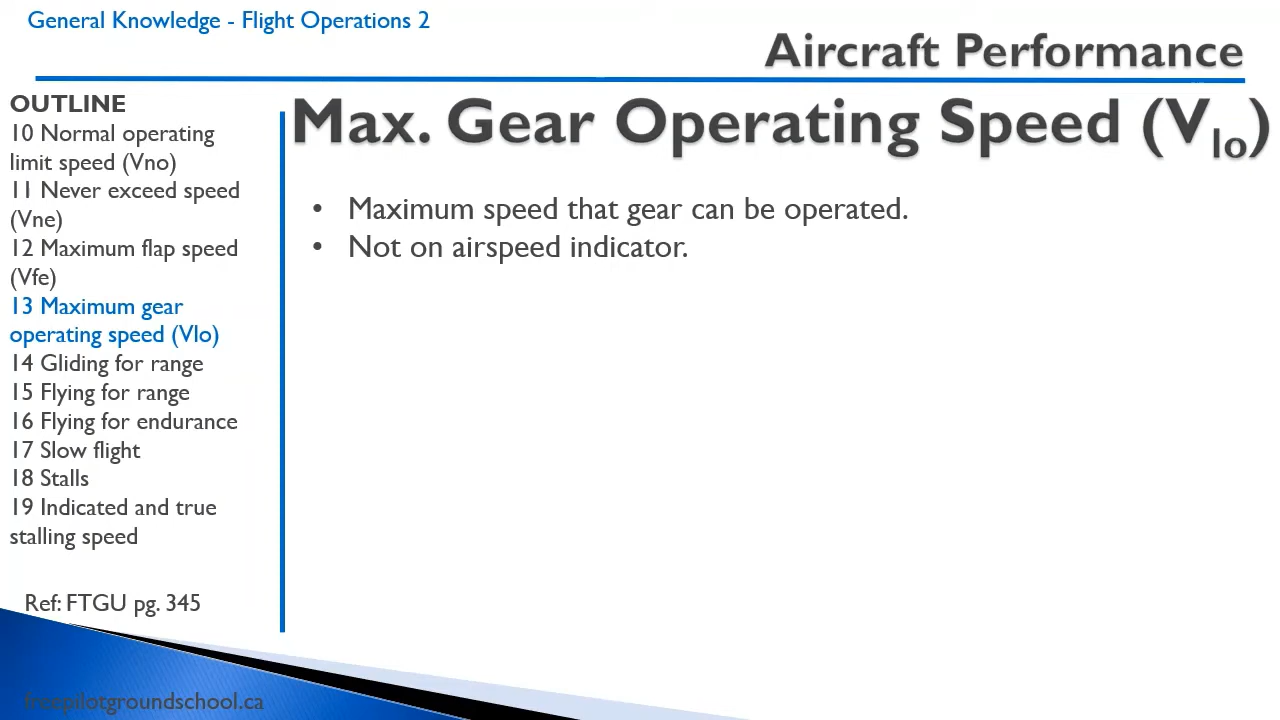 General Knowledge - Flight Operations 2
Aircraft Performance
OUTLINE
10 Normal operating
limit speed (Vno)
11 Never exceed speed
(Vne)
12 Maximum flap speed
(Vfe)
13 Maximum gear
operating speed (Vlo)
14 Gliding for range
15 Flying for range
16 Flying for endurance
17 Slow flight
18 Stalls
19 Indicated and true
stalling speed
Ref: FTGU pg. 345
Max. Gear Operating Speed (Vlo)
• Maximum speed that gear can be operated.
• Not on airspeed indicator.
freepilotgroundschool.ca